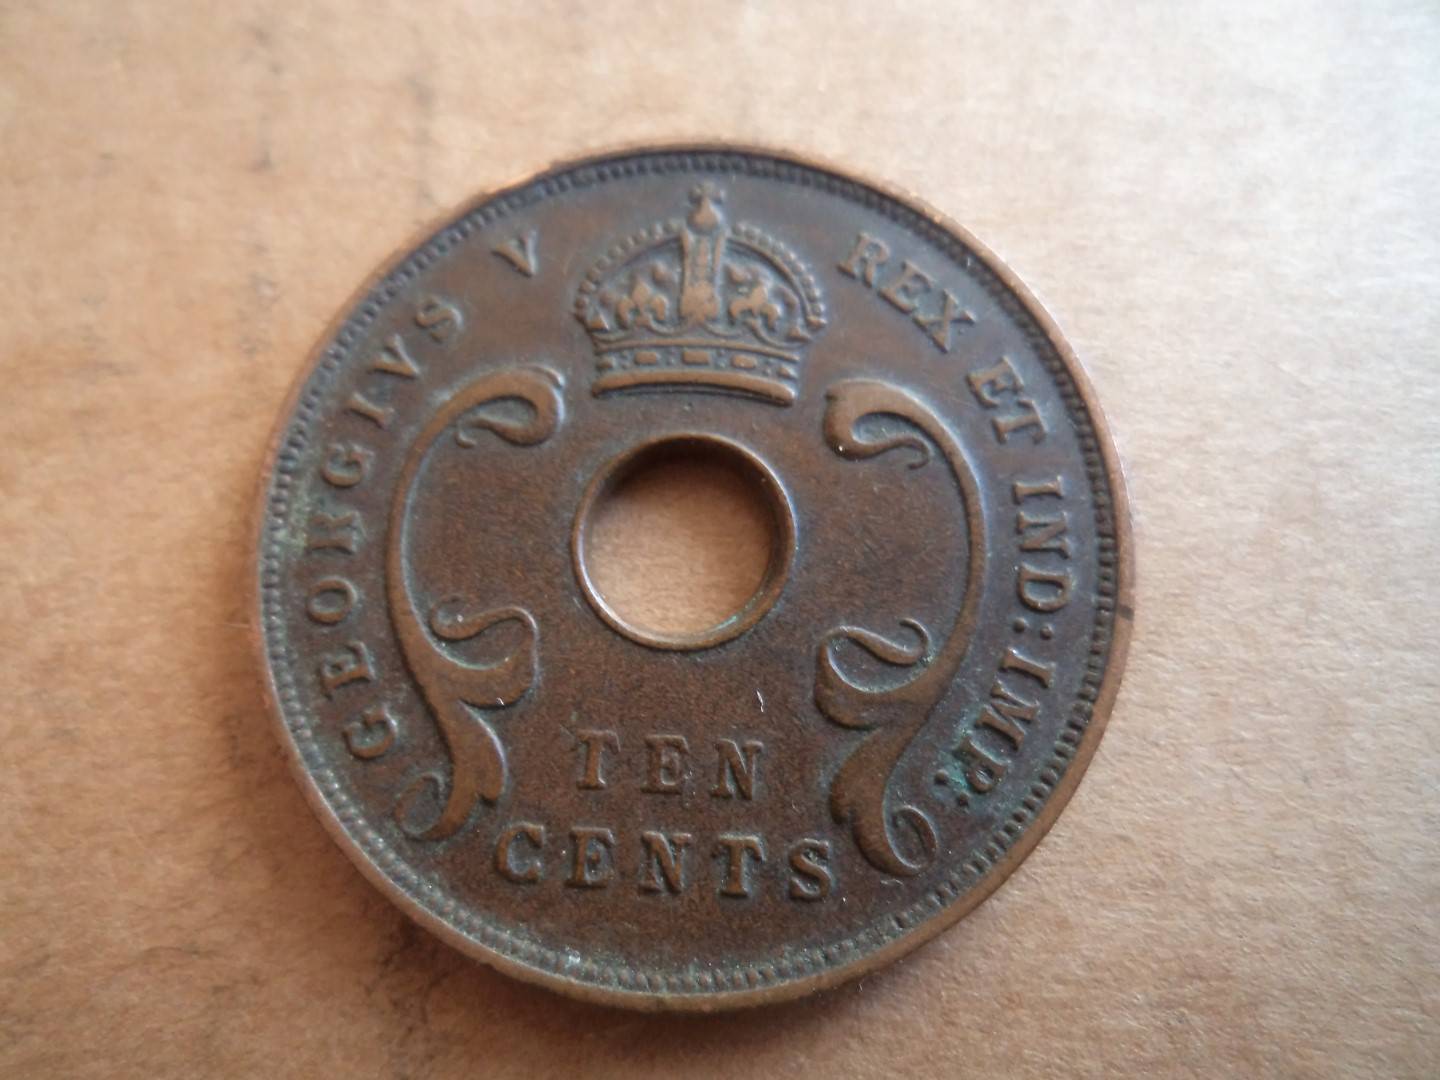 GEORGIVS V REX ET IND: IMP:
TEN
CENTS